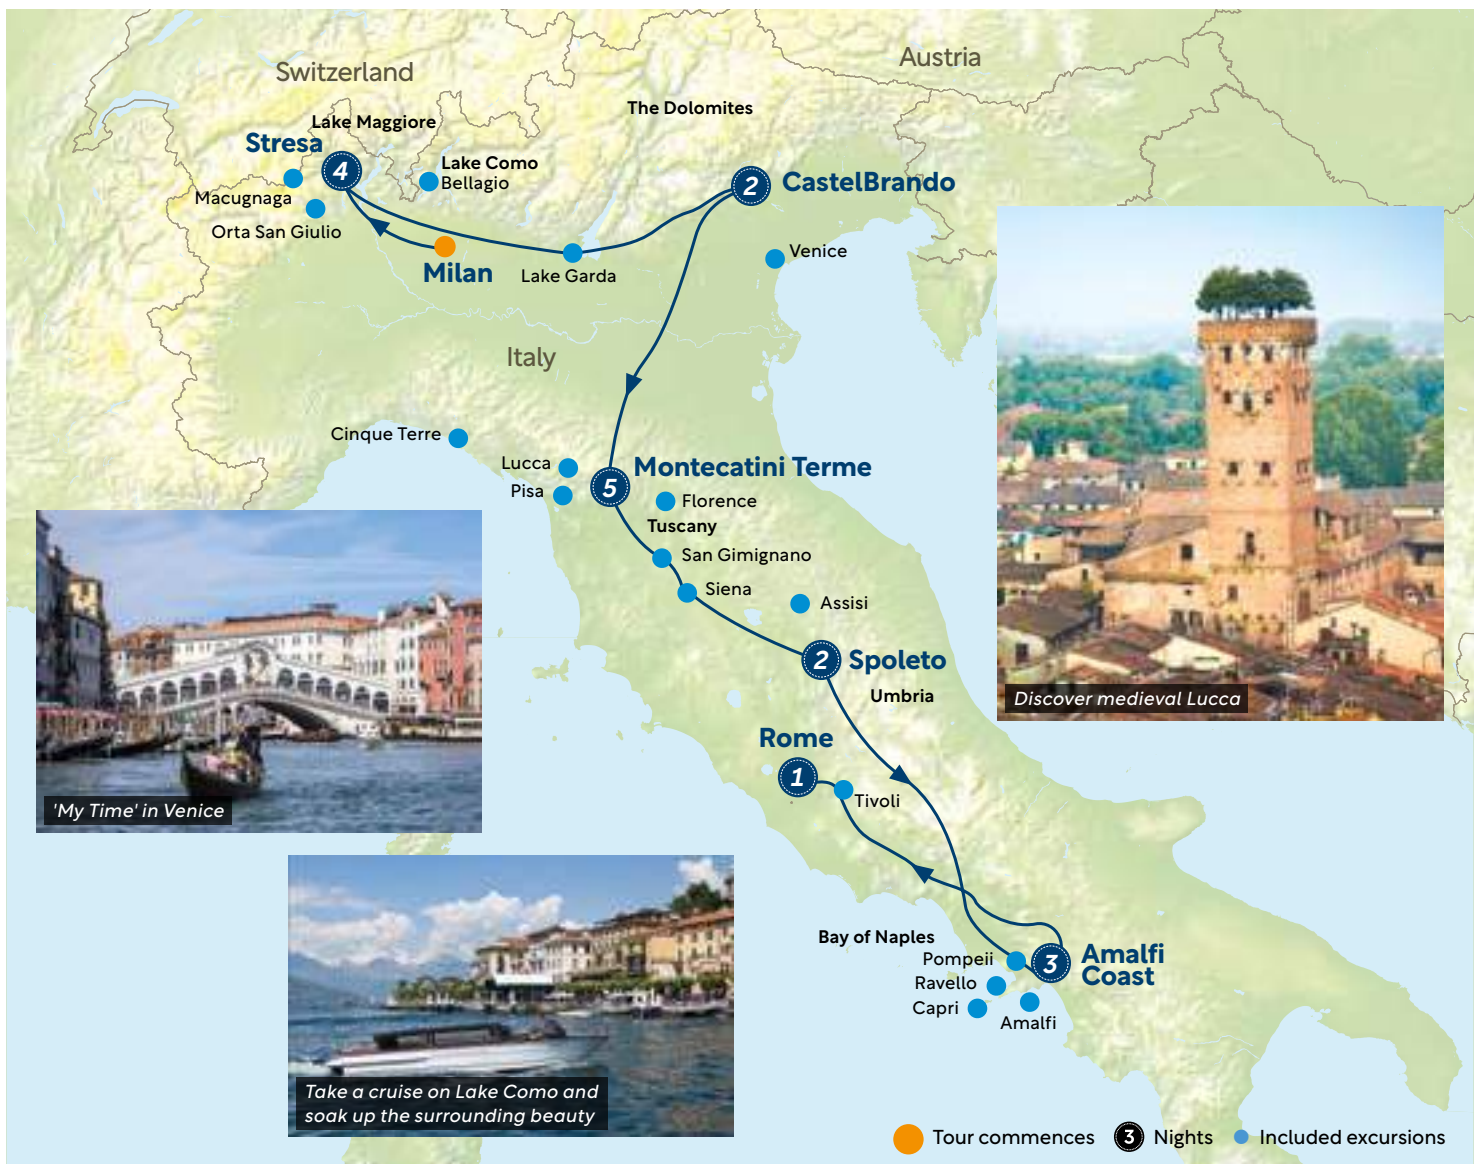 Switzerland
Austria
The Dolomites
Lake Maggiore
Stresa
4
Lake Como
Bellagio
Macugnaga
Orta San Giulio
2
CastelBrando
Milan
Lake Garda
Venice
Italy
Cinque Terre
Lucca
Pisa
5
Montecatini Terme
Florence
Tuscany
San Gimignano
Siena
Assisi
2
Spoleto
Umbria
Discover medieval Lucca
Rome
1
Tivoli
'My Time' in Venice
Bay of Naples
Pompeii
Ravello
Capri
Amalfi
3
Amalfi
Coast
Take a cruise on Lake Como and
soak up the surrounding beauty
Tour commences
3
Nights
Included excursions